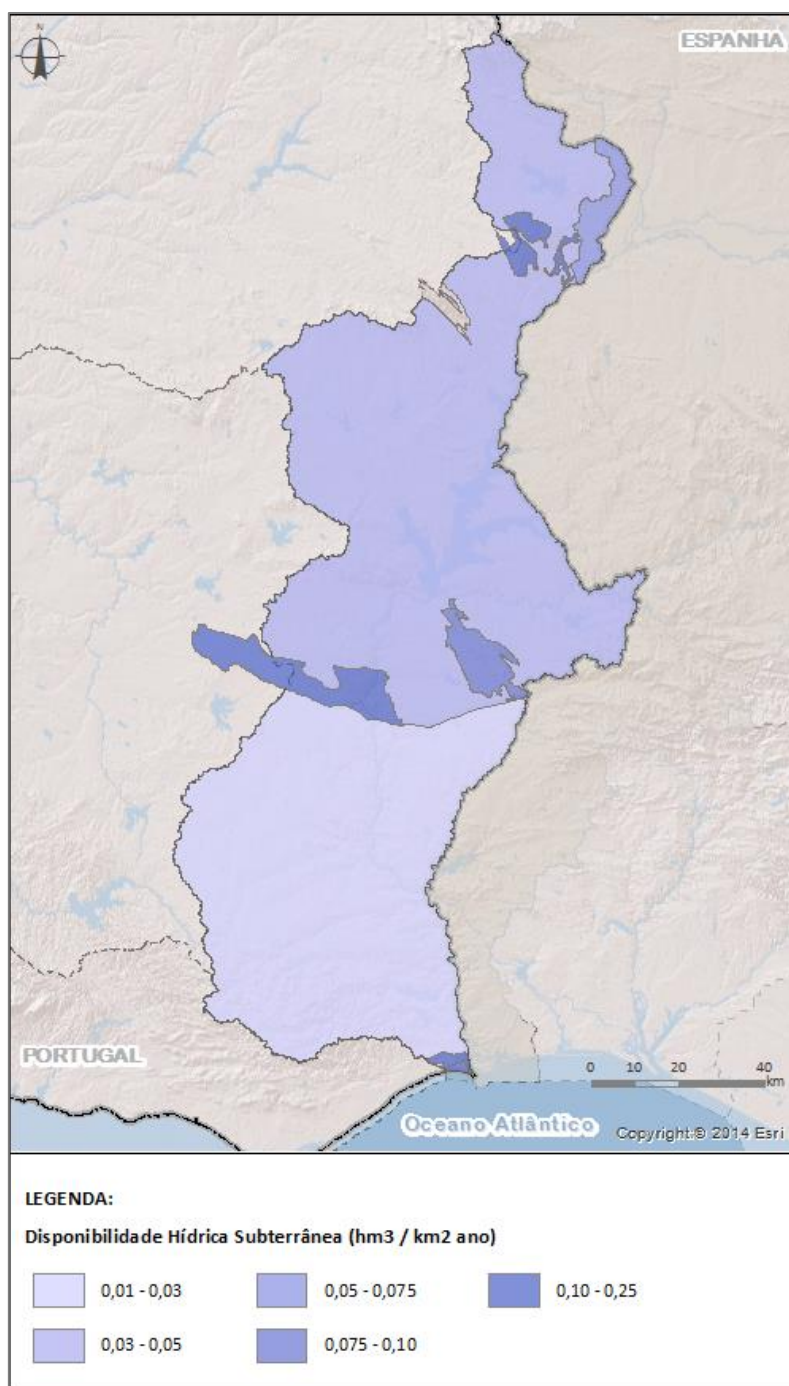 N
ESPANHA
PORTUGAL
0 10 20 40
km
Oceano Atlântico
Copyright:© 2014 Esri
LEGENDA:
Disponibilidade Hídrica Subterrânea (hm3 / km2 ano)
0,01 - 0,03
0,05 - 0,075
0,10 - 0,25
0,03 - 0,05
0,075 - 0,10